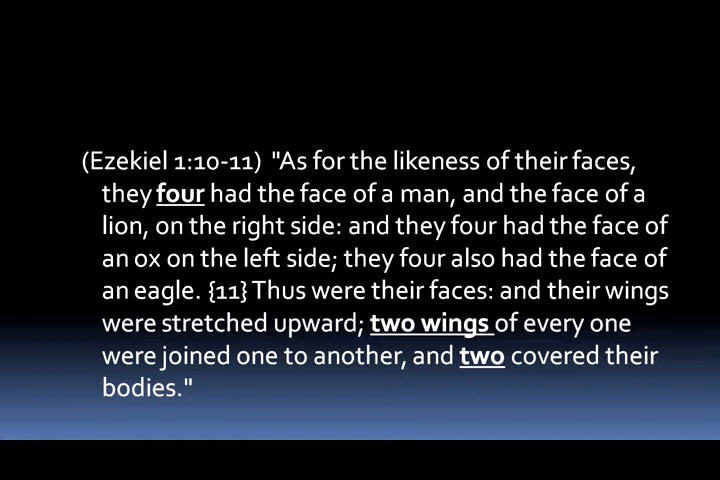 (Ezekiel 1:10-11) "As for the likeness of their faces,
they four had the face of a man, and the face of a
lion, on the right side: and they four had the face of
an ox on the left side; they four also had the face of
an eagle. {11} Thus were their faces: and their wings
were stretched upward; two wings of every one
were joined one to another, and two covered their
bodies."